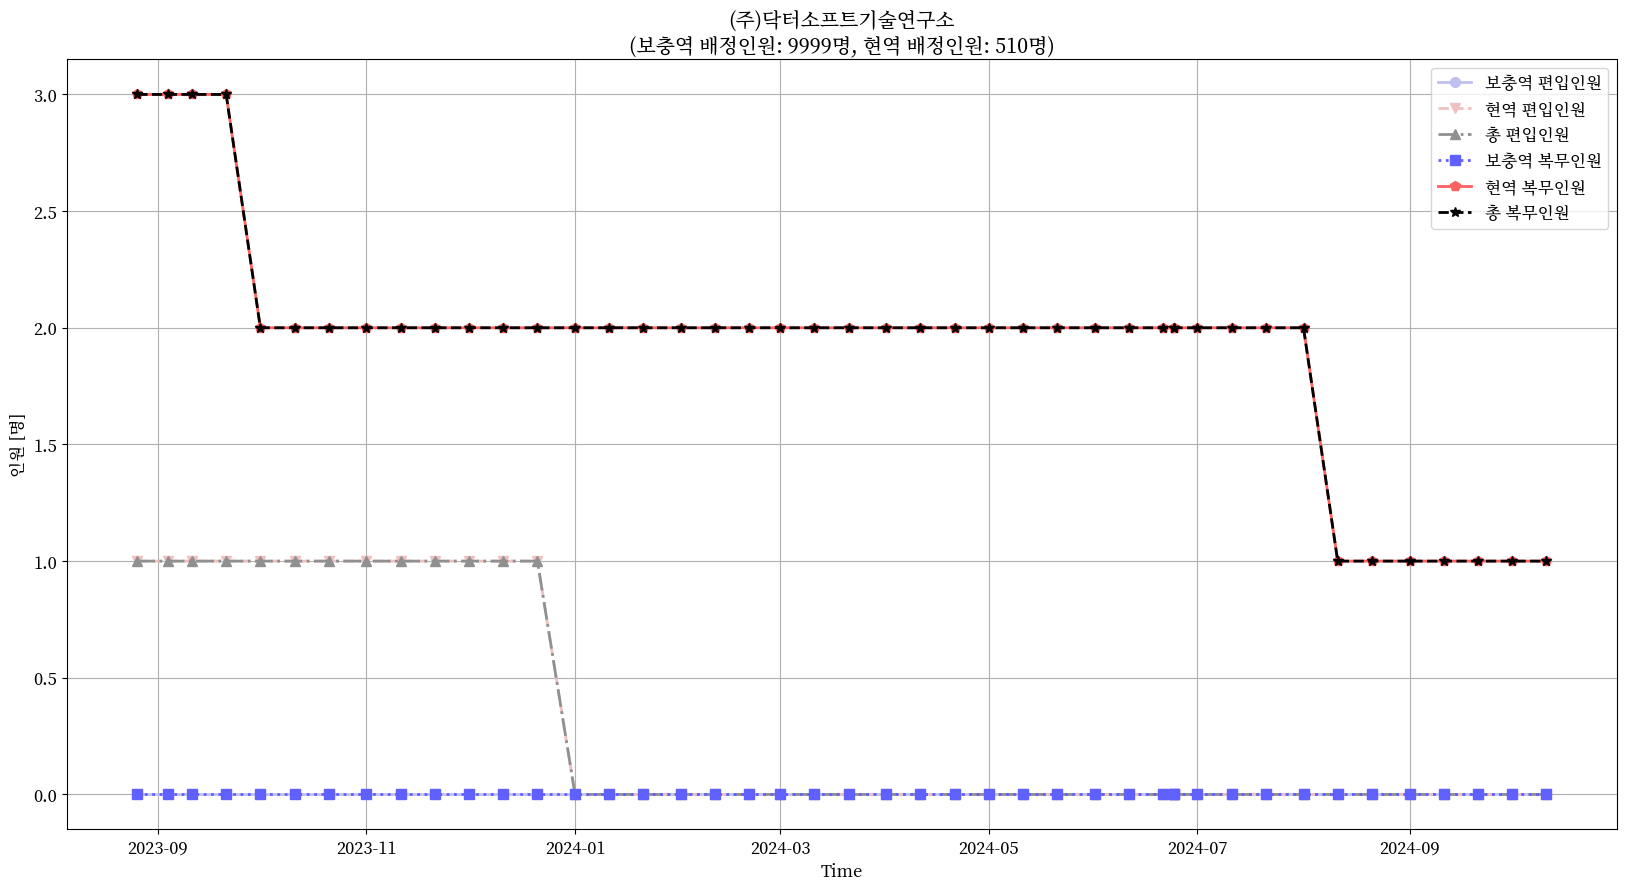 (주)닥터소프트기술연구소
(보충역 배정인원: 9999명, 현역 배정인원: 510명)
보충역 편입인원
현역 편입인원
총 편입인원
보충역 복무인원
현역 복무인원
총 복무인원
3.0
2.5
2.0
1.5
1.0
0.5
0.0
인원 [명]
2023-09
2023-11
2024-01
2024-03
2024-05
2024-07
2024-09
Time